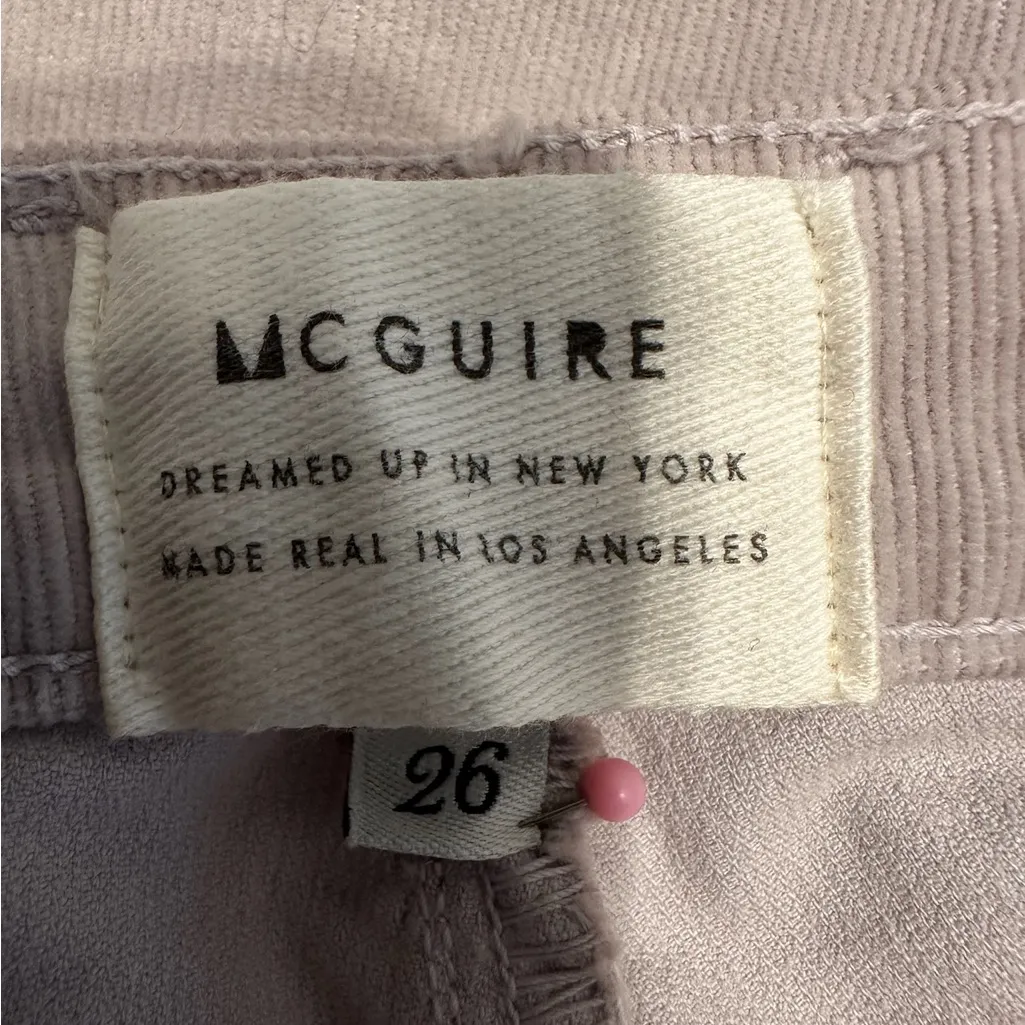 MCGUIRE
DREAMED UP IN NEW YORK
MADE REAL IN LOS ANGELES
26